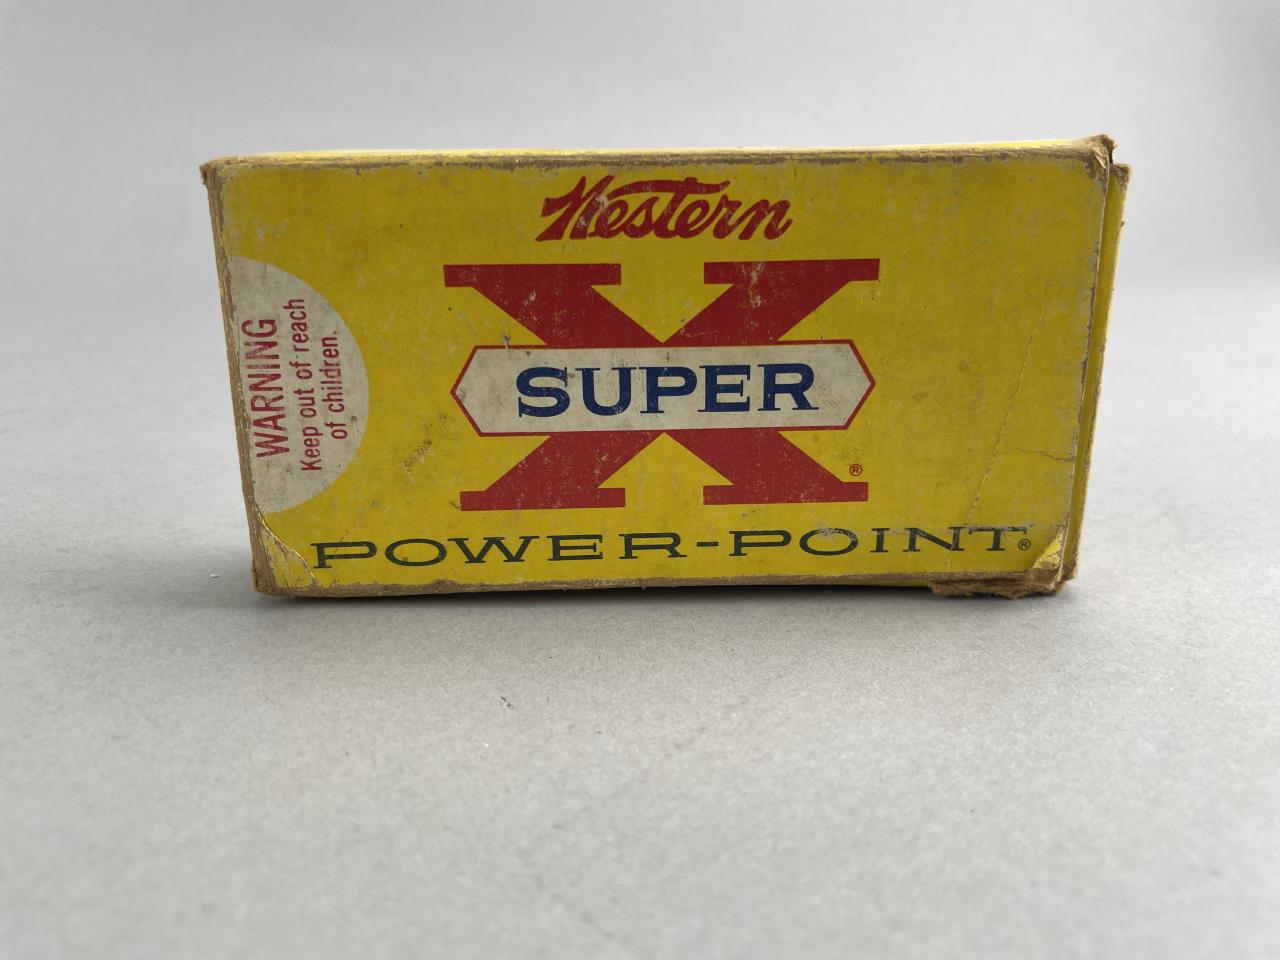 Western
X
SUPER
®
POWER-POINT®
WARNING
Keep out of reach
of children.